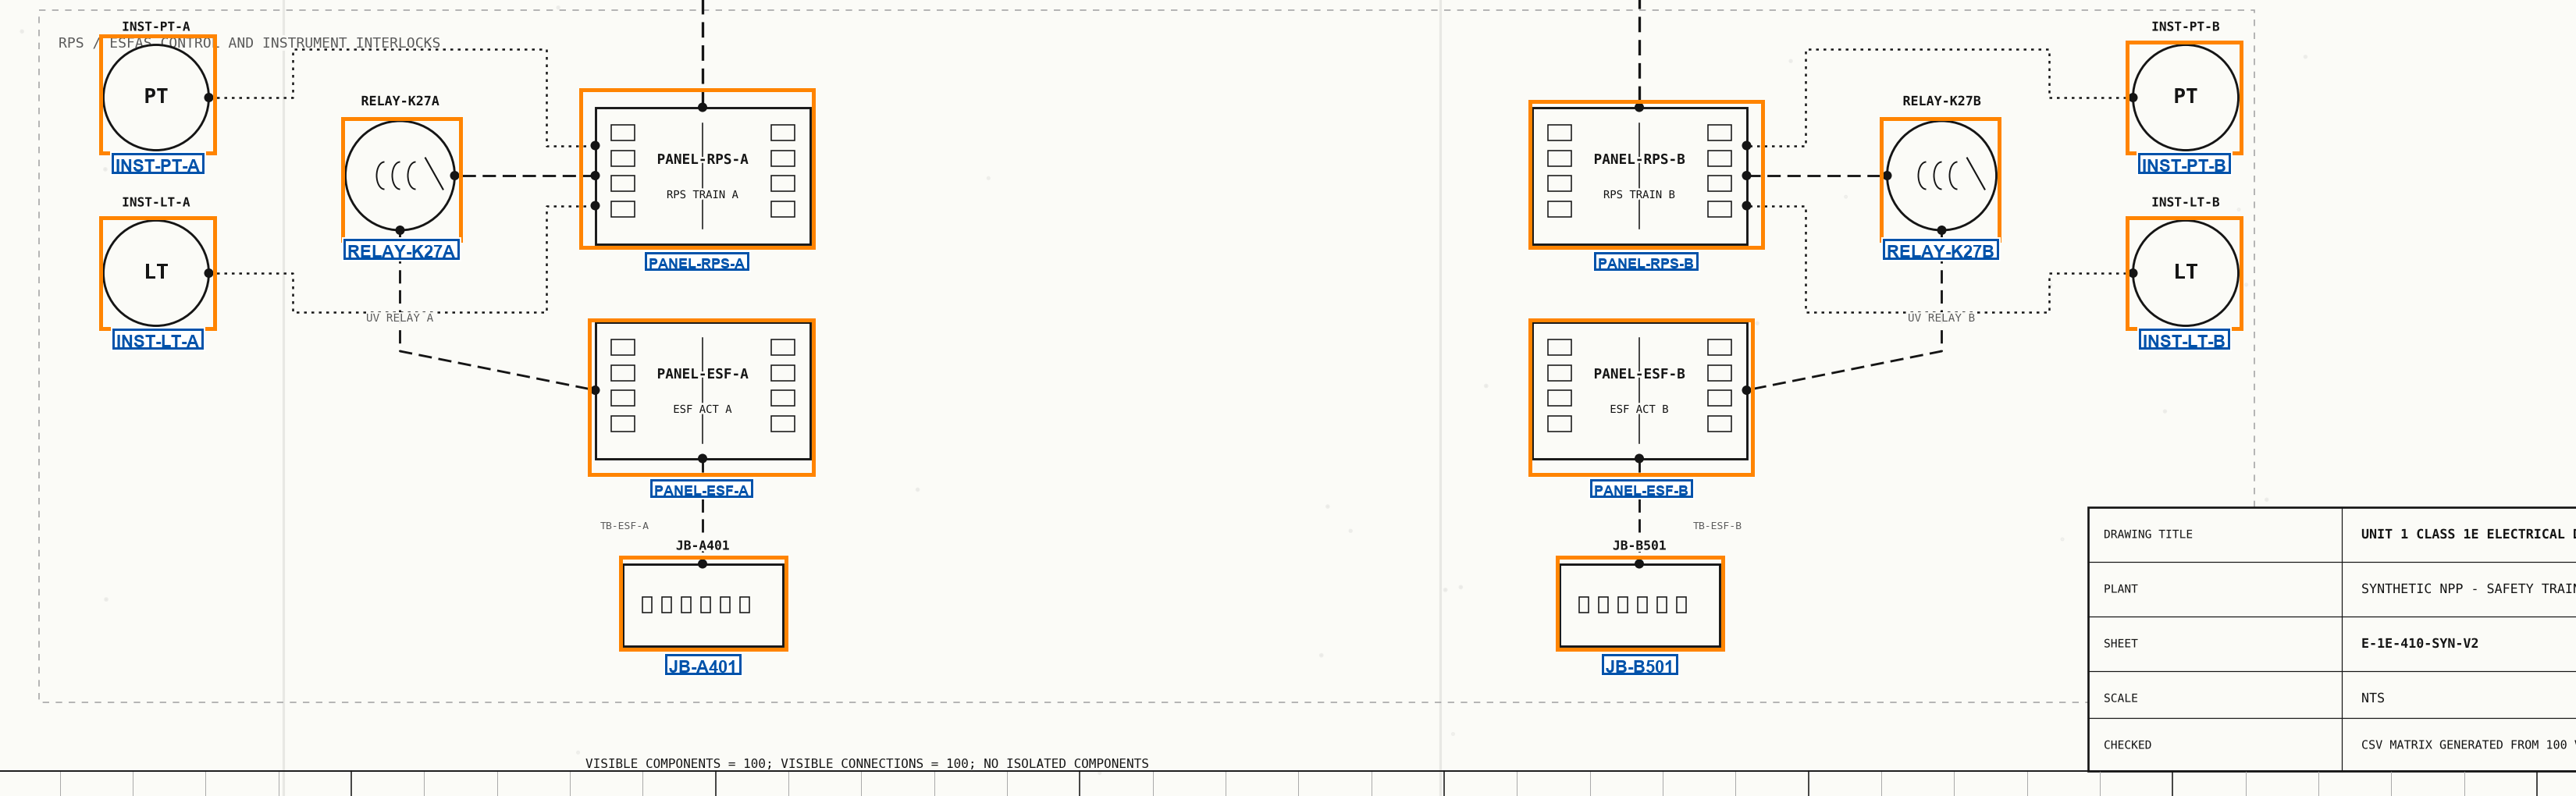 INST-PT-A
RPS / ESFAS CONTROL AND INSTRUMENT INTERLOCKS
PT
INST-PT-A
RELAY-K27A
RELAY-K27A
INST-LT-A
LT
INST-LT-A
UV RELAY A
PANEL-RPS-A
RPS TRAIN A
PANEL-RPS-A
PANEL-ESF-A
ESF ACT A
PANEL-ESF-A
TB-ESF-A
JB-A401
JB-A401
PANEL-RPS-B
RPS TRAIN B
PANEL-RPS-B
PANEL-ESF-B
ESF ACT B
PANEL-ESF-B
TB-ESF-B
JB-B501
JB-B501
RELAY-K27B
RELAY-K27B
UV RELAY B
INST-PT-B
PT
INST-PT-B
INST-LT-B
LT
INST-LT-B
DRAWING TITLE
UNIT 1 CLASS 1E ELECTRICAL
PLANT
SYNTHETIC NPP - SAFETY TRAIN
SHEET
E-1E-410-SYN-V2
SCALE
NTS
CHECKED
CSV MATRIX GENERATED FROM 100
VISIBLE COMPONENTS = 100; VISIBLE CONNECTIONS = 100; NO ISOLATED COMPONENTS